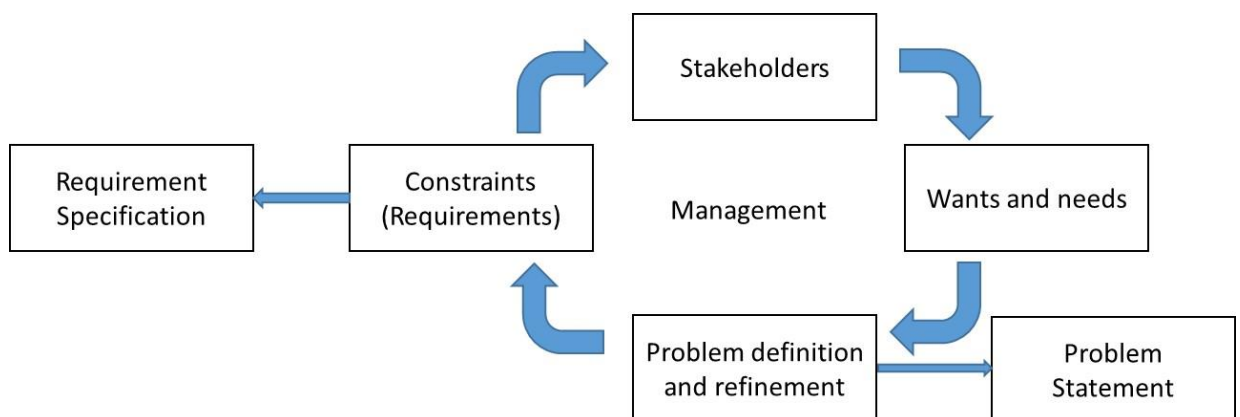 Stakeholders
Requirement
Specification
Constraints
(Requirements)
Management
Wants and needs
Problem definition
and refinement
Problem
Statement